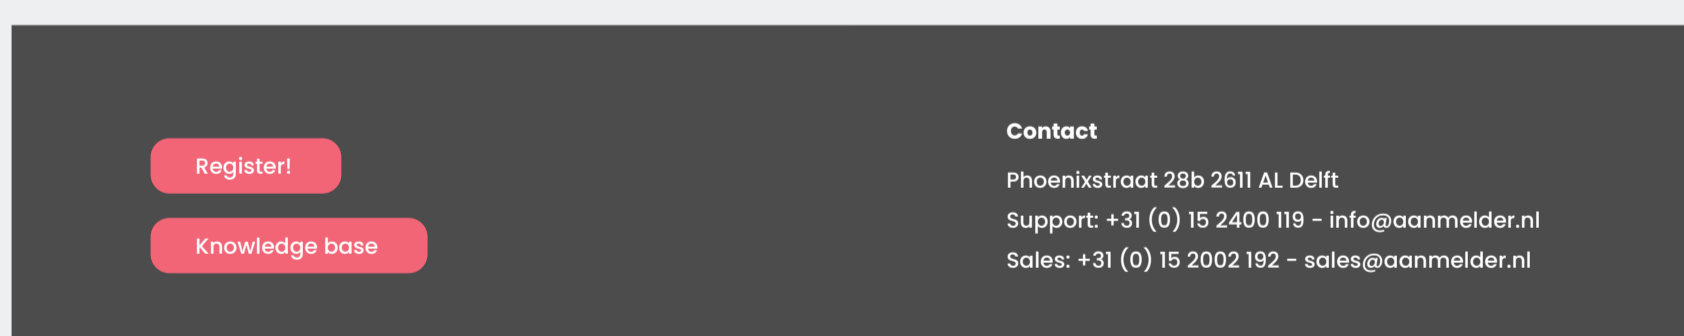 Register!
Knowledge base
Contact
Phoenixstraat 28b 2611 AL Delft
Support: +31 (0) 15 2400 119 - info@aanmelder.nl
Sales: +31 (0) 15 2002 192 - sales@aanmelder.nl